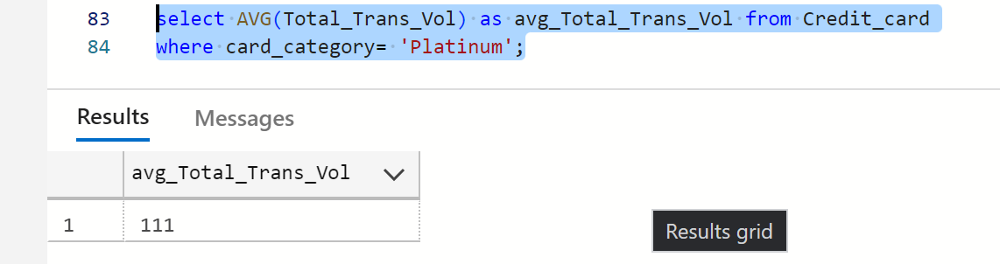 83 select AVG(Total_Trans_Vol) as avg_Total_Trans_Vol from Credit_card
84 where card_category= 'Platinum';
Results Messages
avg_Total_Trans_Vol
1 111
Results grid